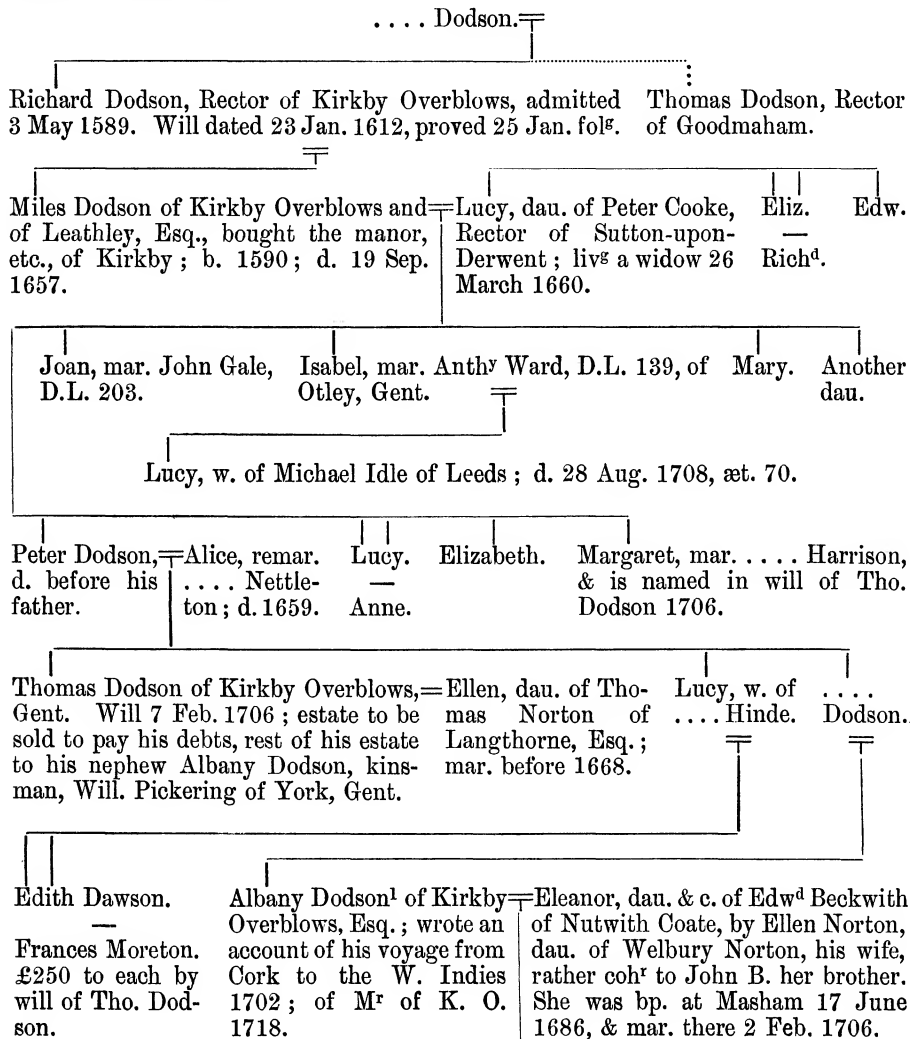 . . . . Dodson.
Richard Dodson, Rector of Kirkby Overblows, admitted
3 May 1589. Will dated 23 Jan. 1612, proved 25 Jan. folᵍ.
Thomas Dodson, Rector
of Goodmaham.
Miles Dodson of Kirkby Overblows and
of Leathley, Esq., bought the manor,
etc., of Kirkby ; b. 1590 ; d. 19 Sep.
1657.
Lucy, dau. of Peter Cooke,
Rector of Sutton-upon-
Derwent ; livᵍ a widow 26
March 1660.
Eliz.
—
Richᵈ.
Edw.
Joan, mar. John Gale,
D.L. 203.
Isabel, mar. Anthʸ Ward, D.L. 139, of
Otley, Gent.
Mary.
Another
dau.
Lucy, w. of Michael Idle of Leeds ; d. 28 Aug. 1708, æt. 70.
Peter Dodson,
d. before his
father.
Alice, remar.
. . . . Nettle-
ton ; d. 1659.
Lucy.
—
Anne.
Elizabeth.
Margaret, mar. . . . . . Harrison,
& is named in will of Tho.
Dodson 1706.
Thomas Dodson of Kirkby Overblows,
Gent. Will 7 Feb. 1706 ; estate to be
sold to pay his debts, rest of his estate
to his nephew Albany Dodson, kins-
man, Will. Pickering of York, Gent.
Ellen, dau. of Tho-
mas Norton of
Langthorne, Esq. ;
mar. before 1668.
Lucy, w. of
. . . . Hinde.
. . . .
Dodson.
Edith Dawson.
—
Frances Moreton.
£250 to each by
will of Tho. Dod-
son.
Albany Dodson¹ of Kirkby
Overblows, Esq. ; wrote an
account of his voyage from
Cork to the W. Indies
1702 ; of Mʳ of K. O.
1718.
Eleanor, dau. & c. of Edwᵈ Beckwith
of Nutwith Coate, by Ellen Norton,
dau. of Welbury Norton, his wife,
rather cohʳ to John B. her brother.
She was bp. at Masham 17 June
1686, & mar. there 2 Feb. 1706.